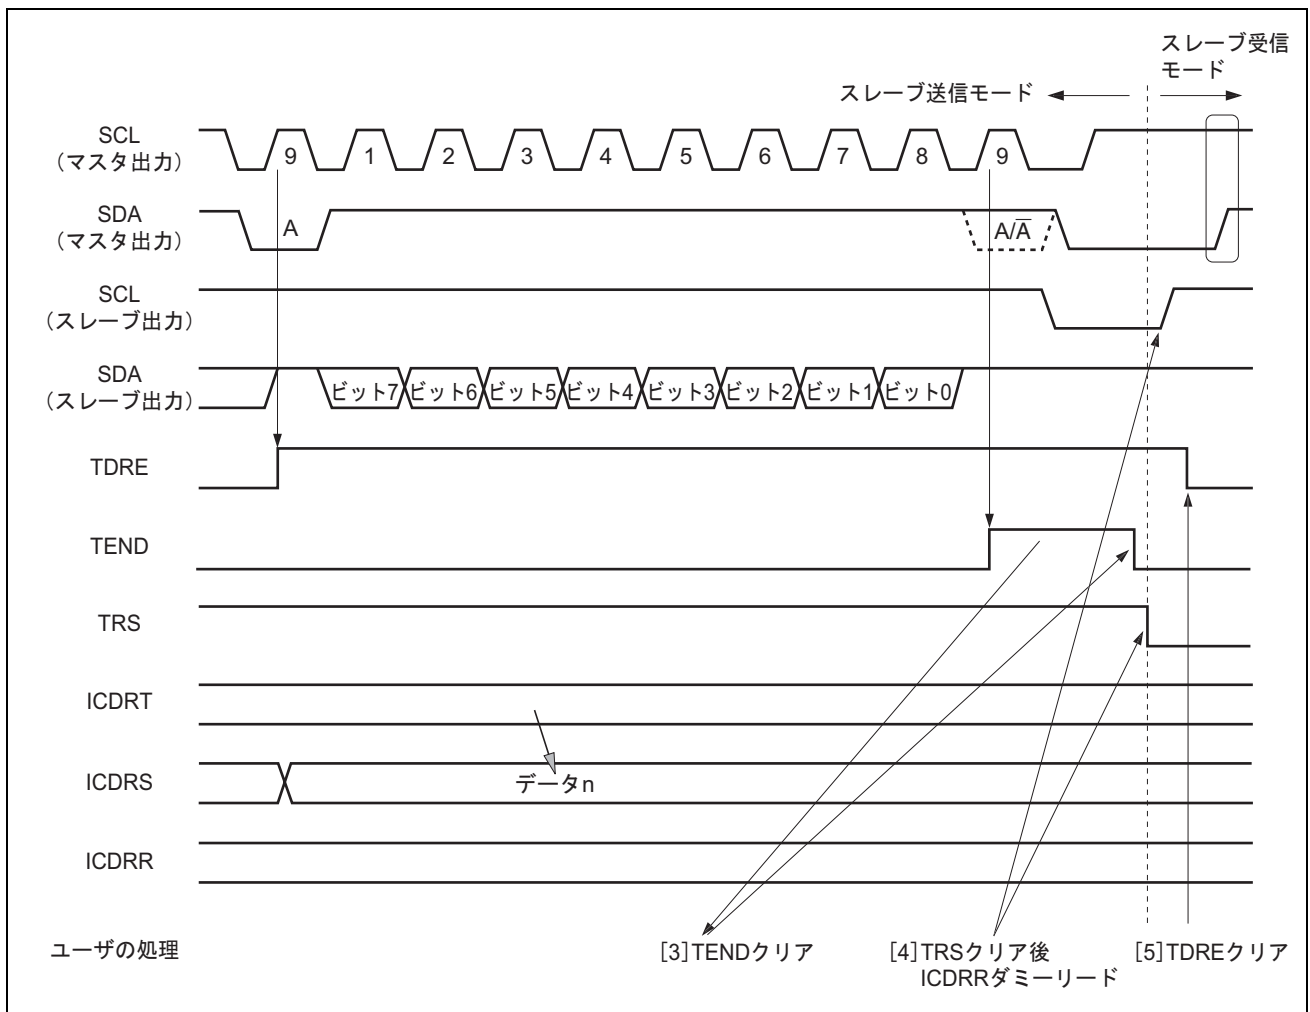 スレーブ受信
モード
スレーブ送信モード
SCL
（マスタ出力）
9 1 2 3 4 5 6 7 8 9
SDA
（マスタ出力）
A
A/A̅
SCL
（スレーブ出力）
SDA
（スレーブ出力）
ビット7 ビット6 ビット5 ビット4 ビット3 ビット2 ビット1 ビット0
TDRE
TEND
TRS
ICDRT
ICDRS
データn
ICDRR
ユーザの処理
[3]TENDクリア
[4]TRSクリア後
ICDRRダミーリード
[5]TDREクリア